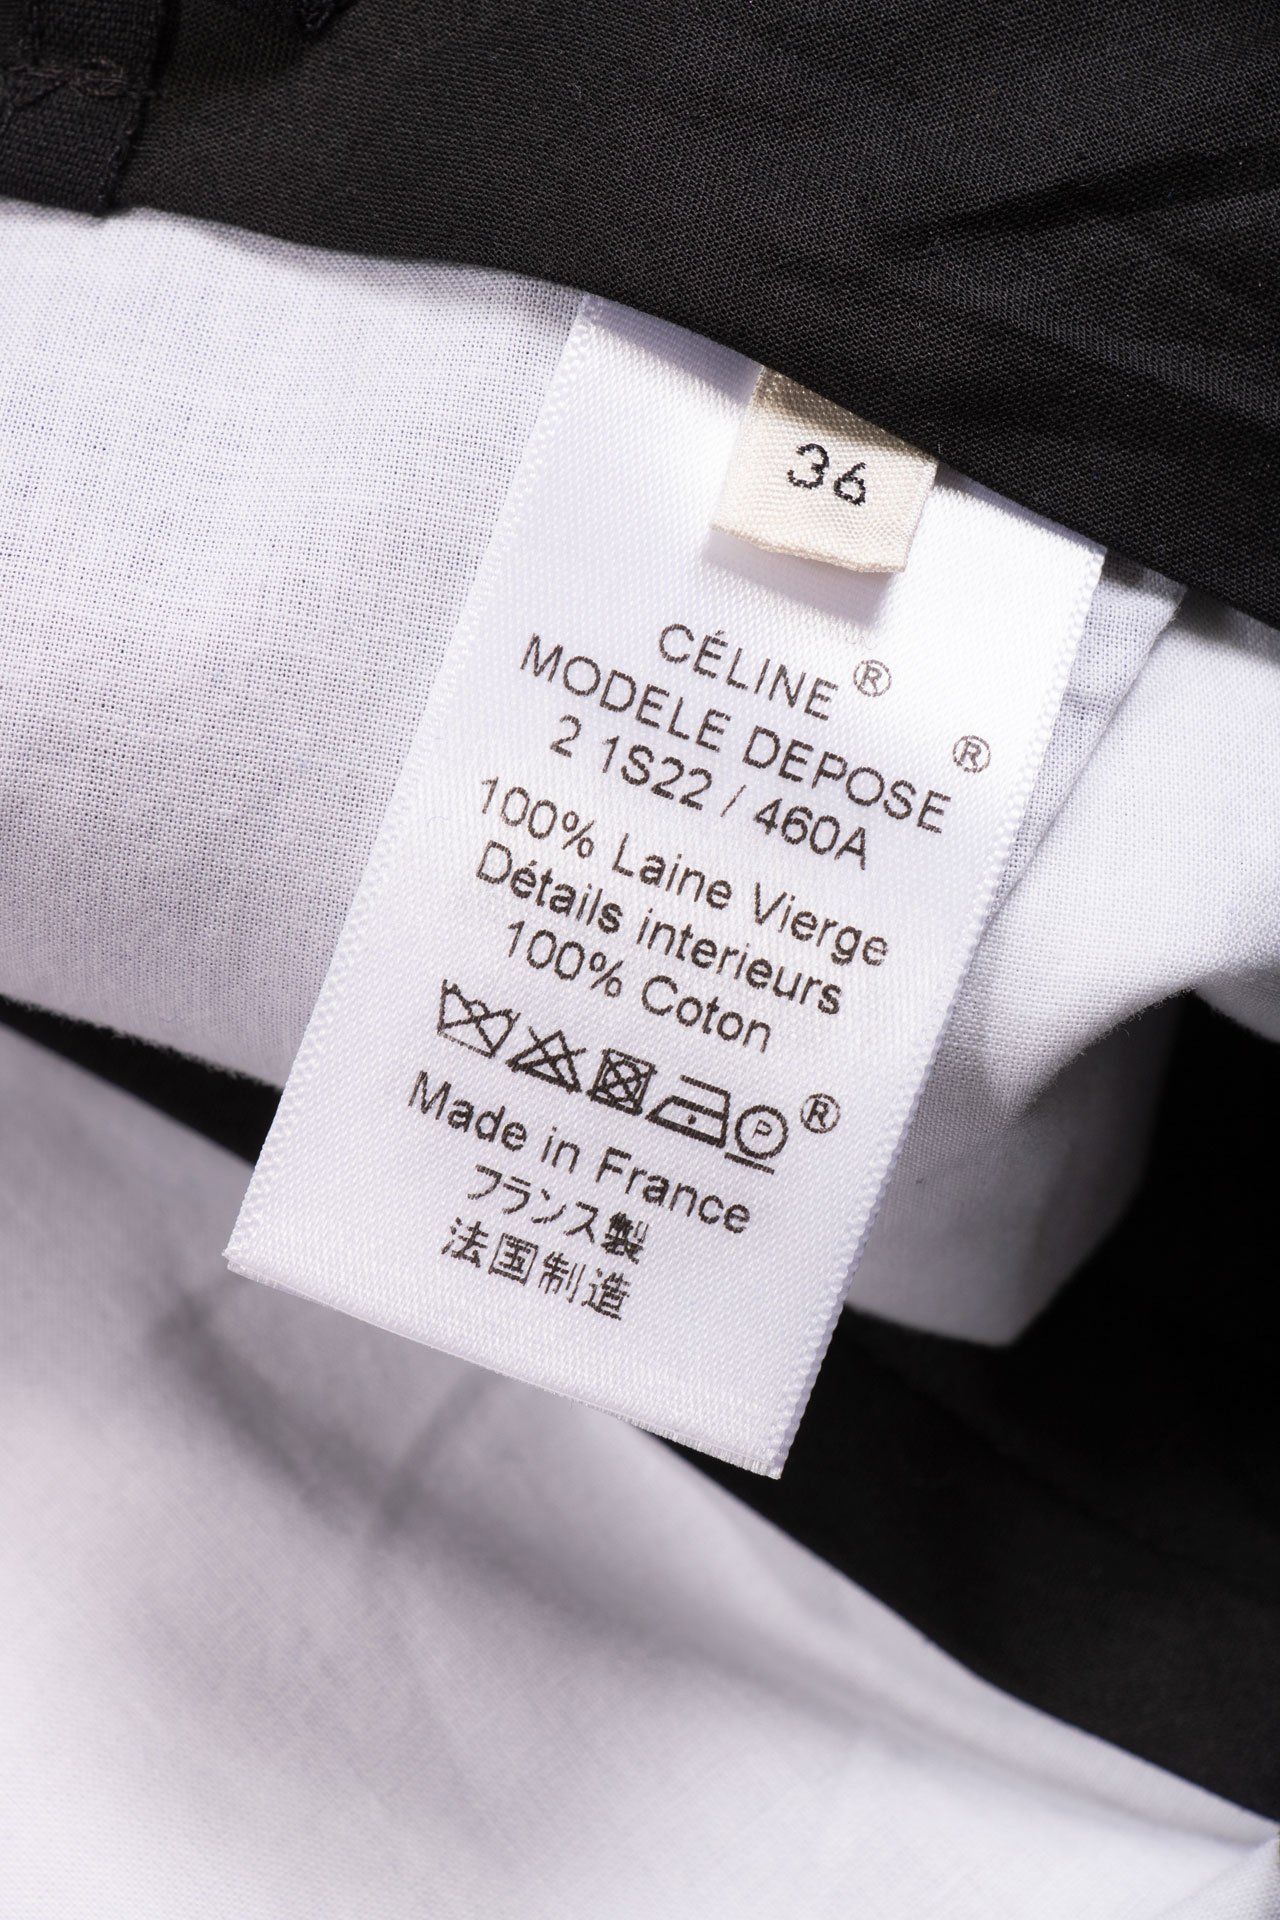 36
CÉLINE ®
MODELE DEPOSE ®
2 1S22 / 460A
100% Laine Vierge
Détails interieurs
100% Coton
P ®
Made in France
フランス製
法国制造